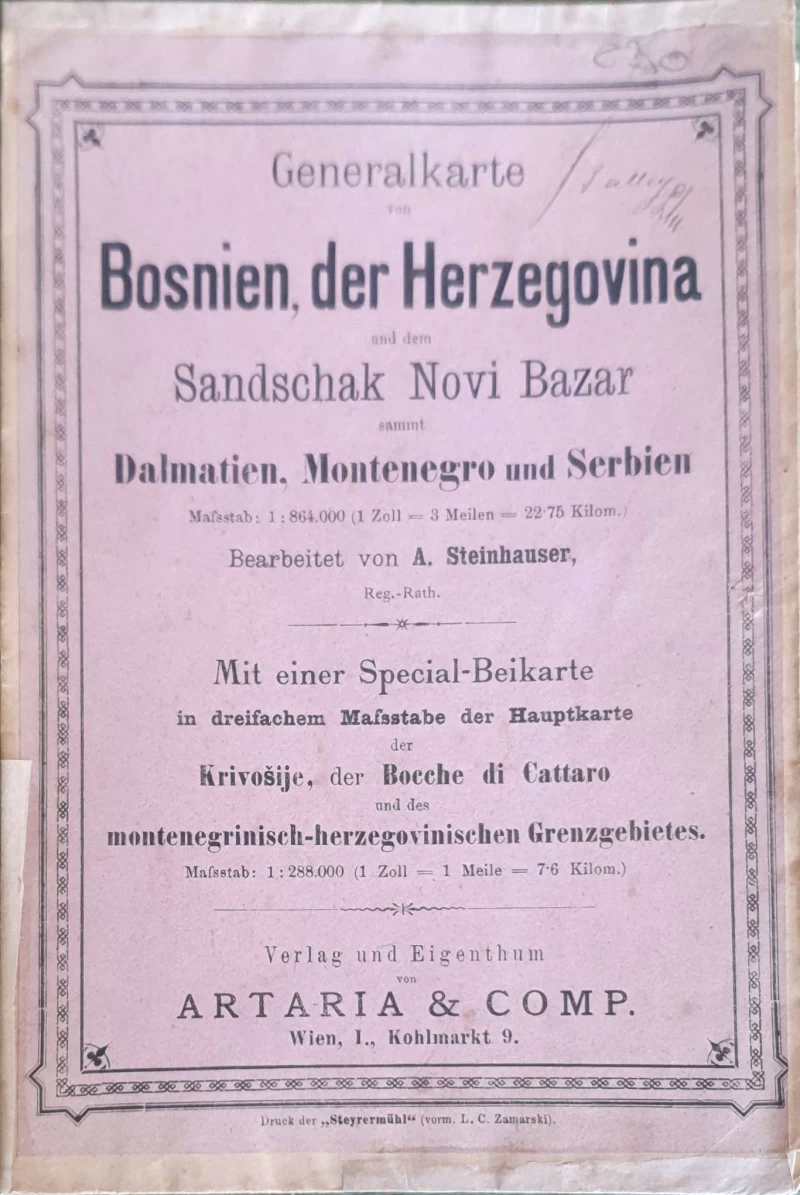 Generalkarte
von
Bosnien, der Herzegovina
und dem
Sandschak Novi Bazar
sammt
Dalmatien, Montenegro und Serbien
Maſsstab: 1 : 864.000 (1 Zoll = 3 Meilen = 22·75 Kilom.)
Bearbeitet von A. Steinhauser,
Reg.-Rath.
Mit einer Special-Beikarte
in dreifachem Maſsstabe der Hauptkarte
der
Krivošije, der Bocche di Cattaro
und des
montenegrinisch-herzegovinischen Grenzgebietes.
Maſsstab: 1 : 288.000 (1 Zoll = 1 Meile = 7·6 Kilom.)
Verlag und Eigenthum
von
ARTARIA & COMP.
Wien, I., Kohlmarkt 9.
Druck der „Steyrermühl“ (vorm. L. C. Zamarski).